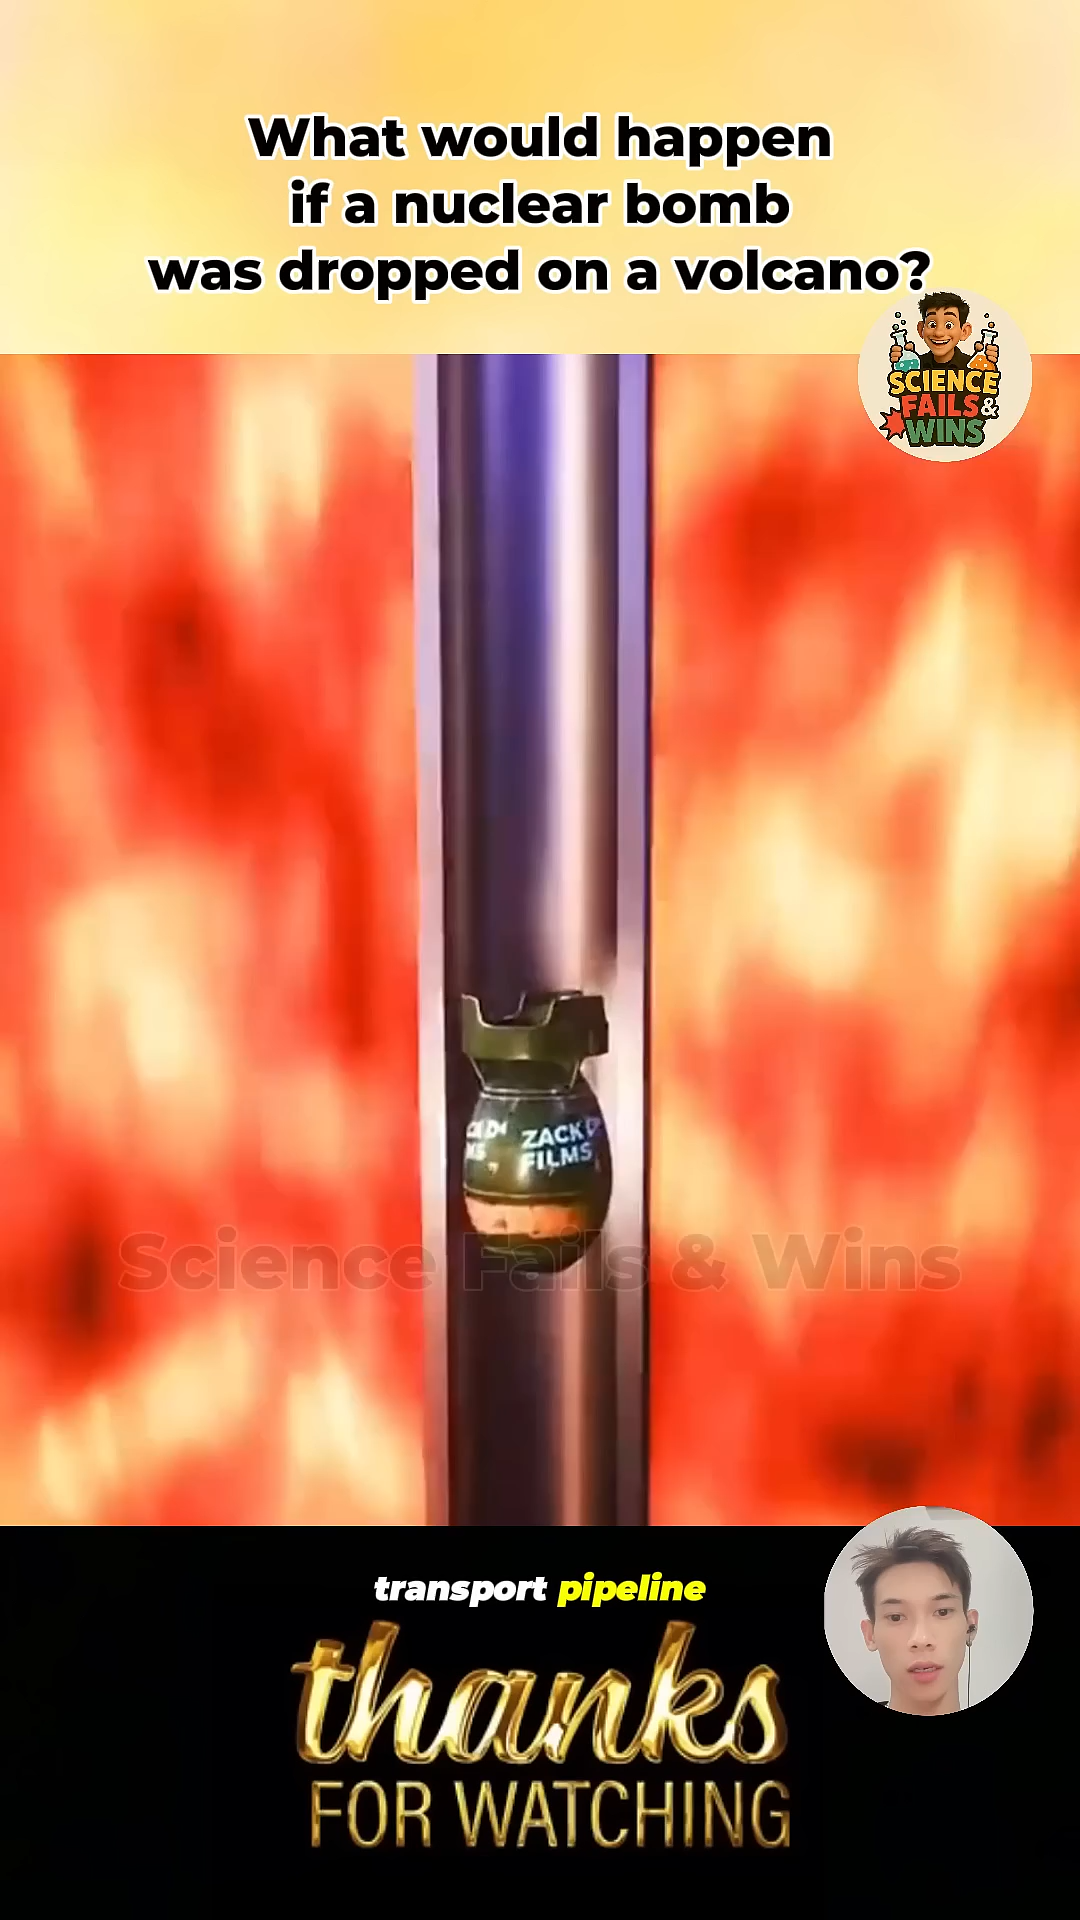 What would happen
if a nuclear bomb
was dropped on a volcano?
SCIENCE
FAILS&
WINS
ZACK D
FILMS
Science Fails & Wins
transport pipeline
thanks
FOR WATCHING